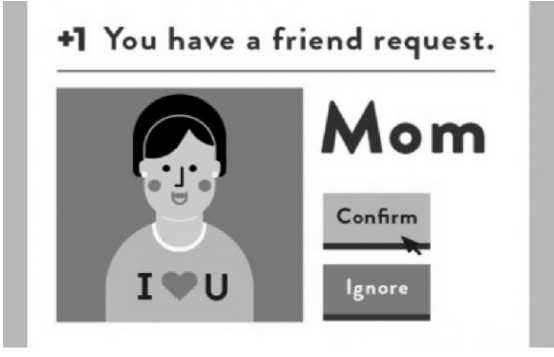 +1 You have a friend request.
Mom
Confirm
I ♥ U
Ignore